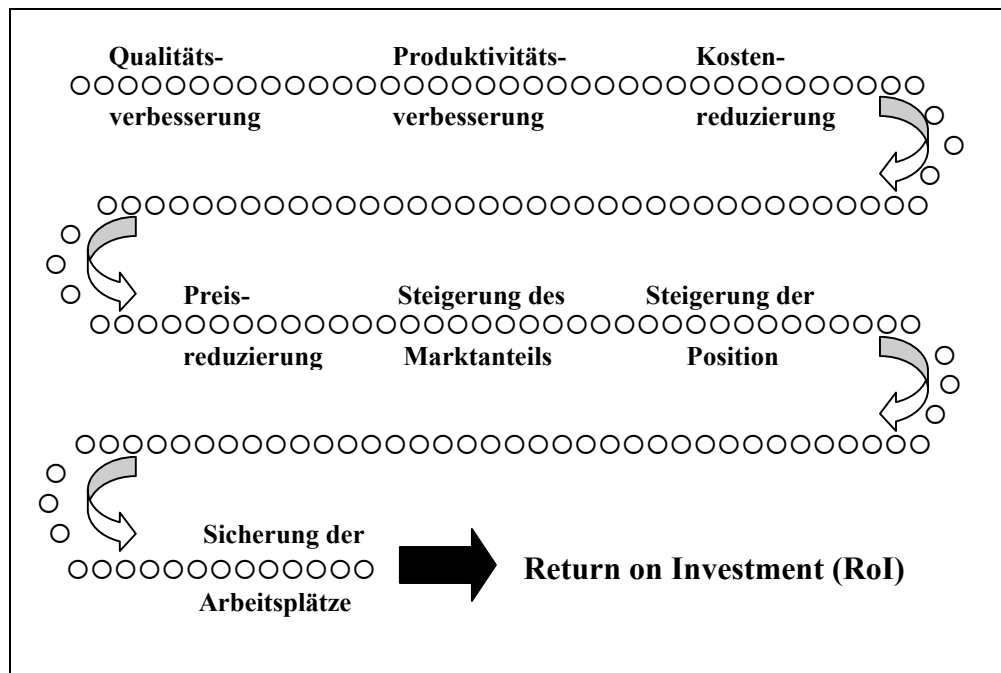 Qualitäts-
verbesserung
Produktivitäts-
verbesserung
Kosten-
reduzierung
Preis-
reduzierung
Steigerung des
Marktanteils
Steigerung der
Position
Sicherung der
Arbeitsplätze
Return on Investment (RoI)